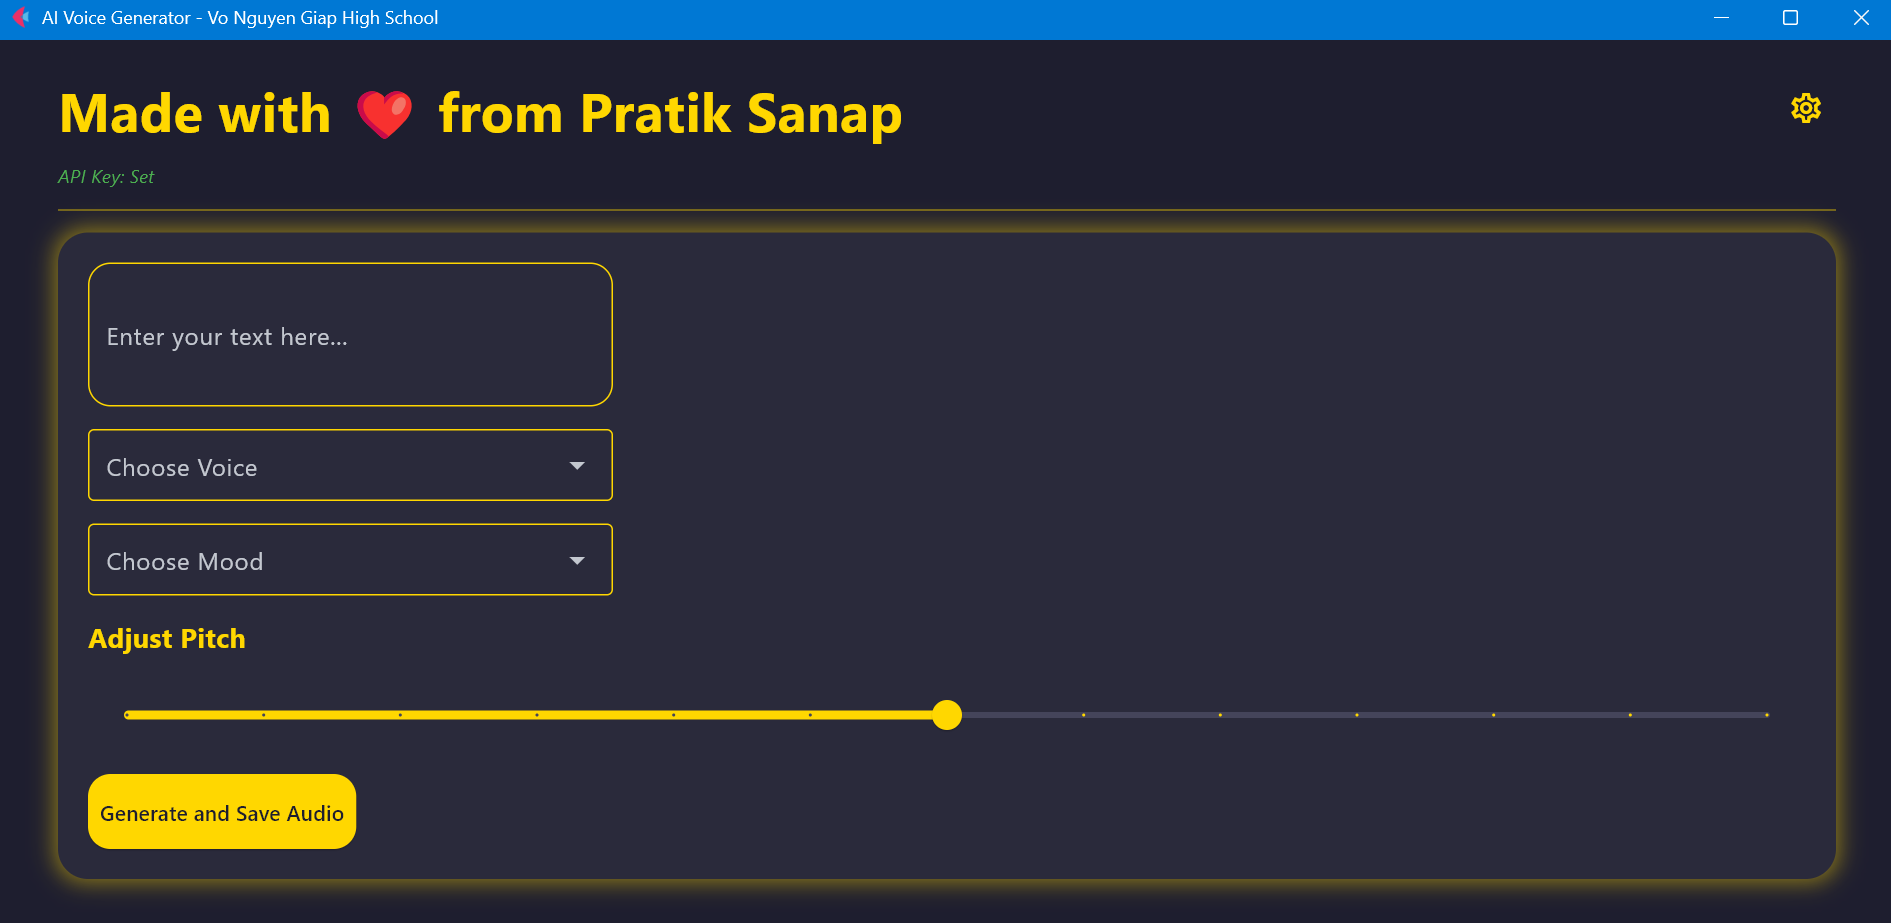 AI Voice Generator - Vo Nguyen Giap High School
Made with ❤️ from Pratik Sanap
API Key: Set
Enter your text here...
Choose Voice
Choose Mood
Adjust Pitch
Generate and Save Audio